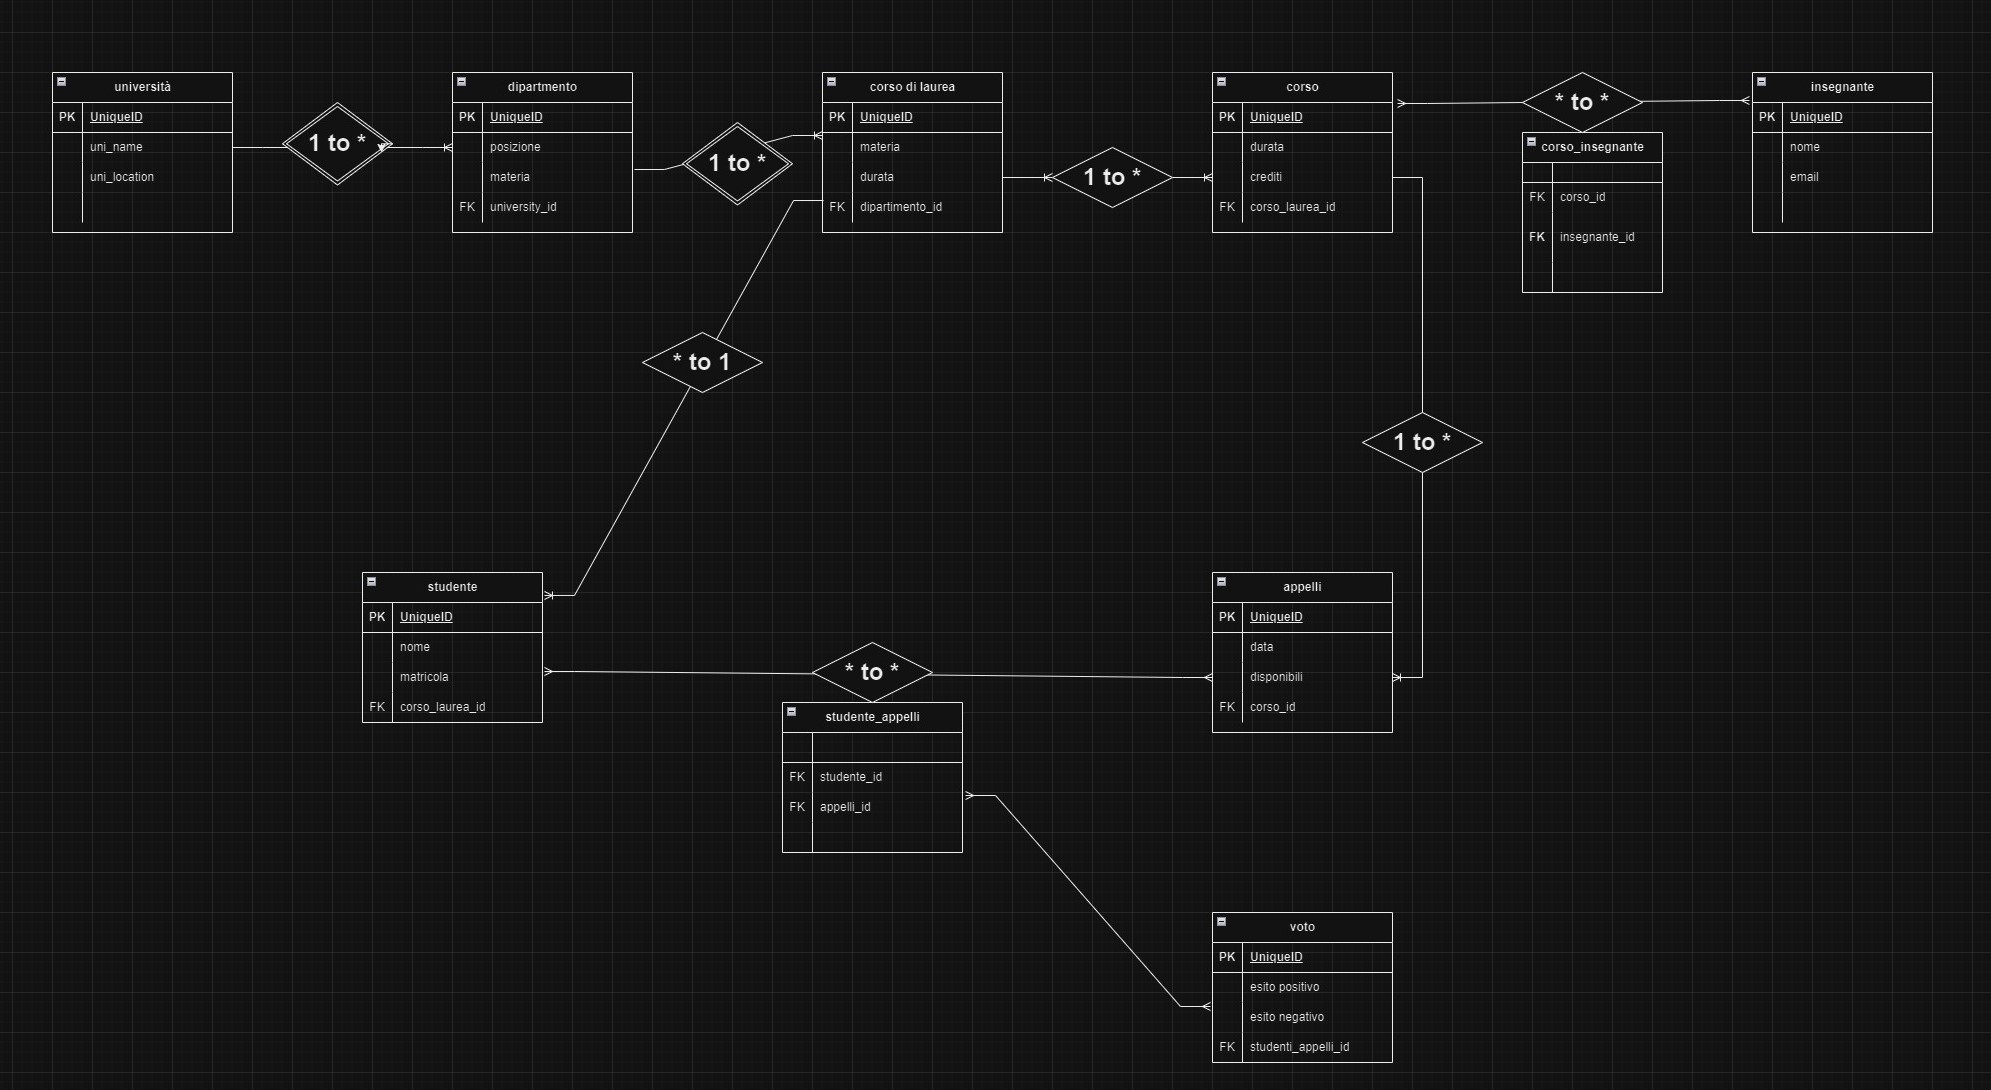 università
PK UniqueID
uni_name
uni_location
1 to *
dipartmento
PK UniqueID
posizione
materia
FK university_id
1 to *
corso di laurea
PK UniqueID
materia
durata
FK dipartimento_id
1 to *
corso
PK UniqueID
durata
crediti
FK corso_laurea_id
* to *
corso_insegnante
FK corso_id
FK insegnante_id
insegnante
PK UniqueID
nome
email
* to 1
1 to *
studente
PK UniqueID
nome
matricola
FK corso_laurea_id
* to *
studente_appelli
FK studente_id
FK appelli_id
appelli
PK UniqueID
data
disponibili
FK corso_id
voto
PK UniqueID
esito positivo
esito negativo
FK studenti_appelli_id